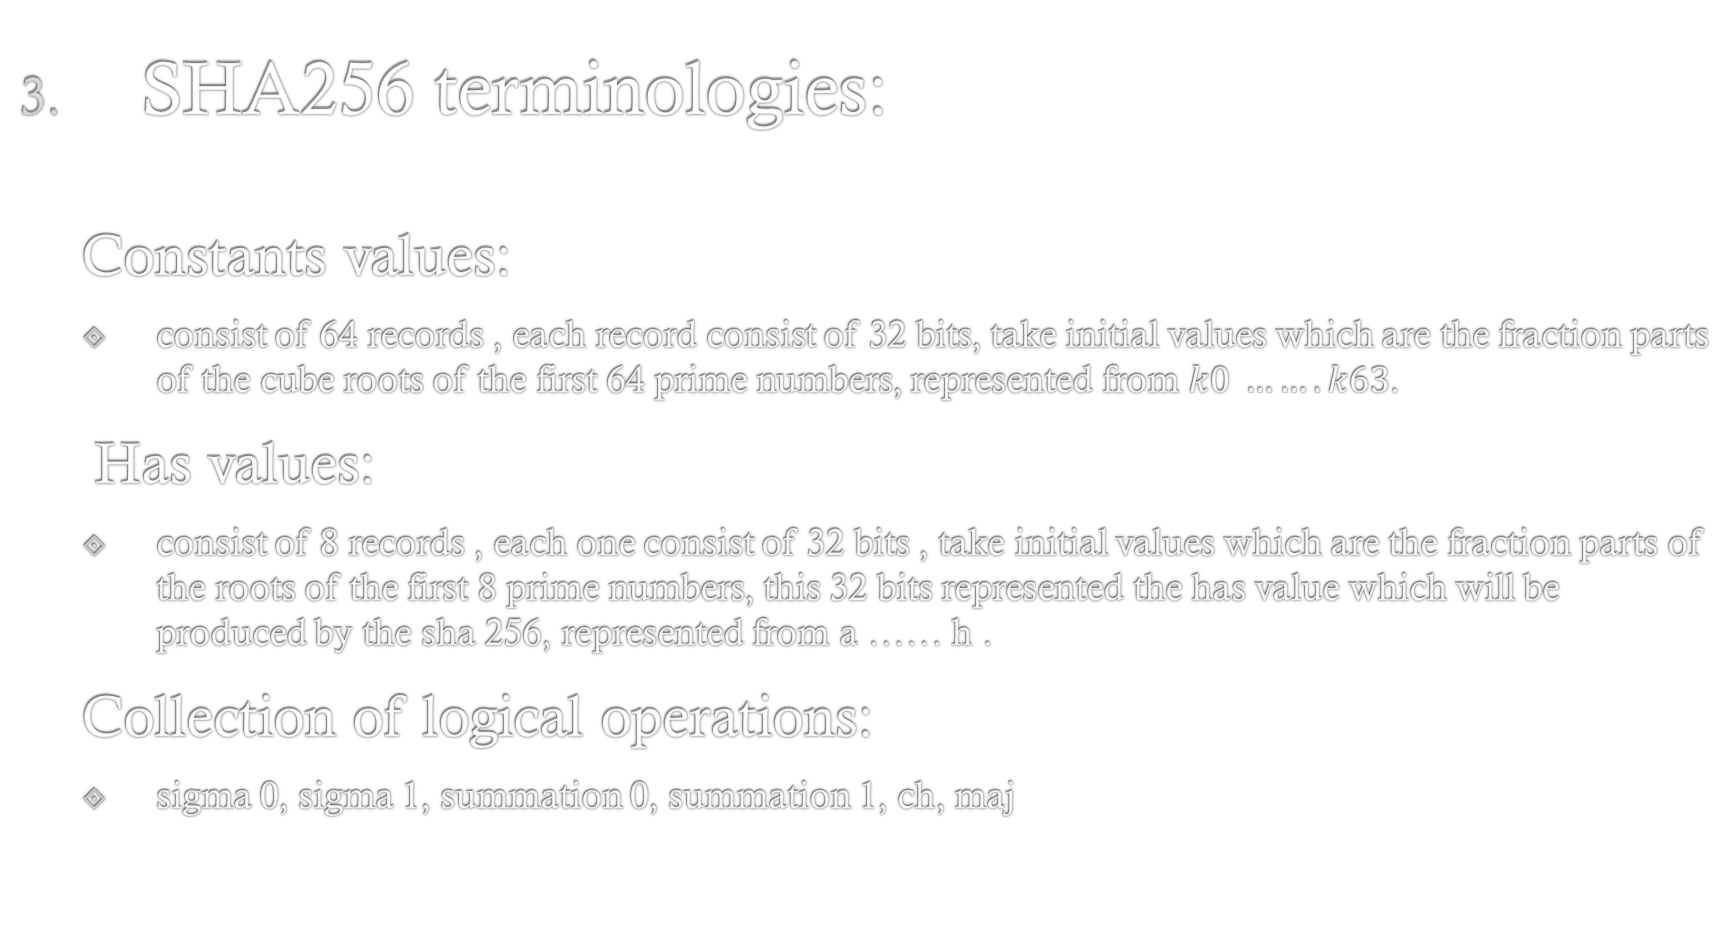 3. SHA256 terminologies:
Constants values:
consist of 64 records , each record consist of 32 bits, take initial values which are the fraction parts
of the cube roots of the first 64 prime numbers, represented from k0 ... ... . k63.
Has values:
consist of 8 records , each one consist of 32 bits , take initial values which are the fraction parts of
the roots of the first 8 prime numbers, this 32 bits represented the has value which will be
produced by the sha 256, represented from a ...... h .
Collection of logical operations:
sigma 0, sigma 1, summation 0, summation 1, ch, maj